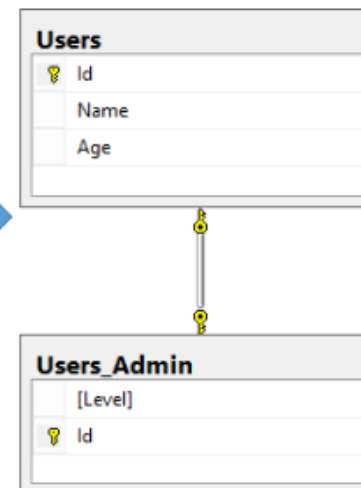 Users
Id
Name
Age
Users_Admin
[Level]
Id